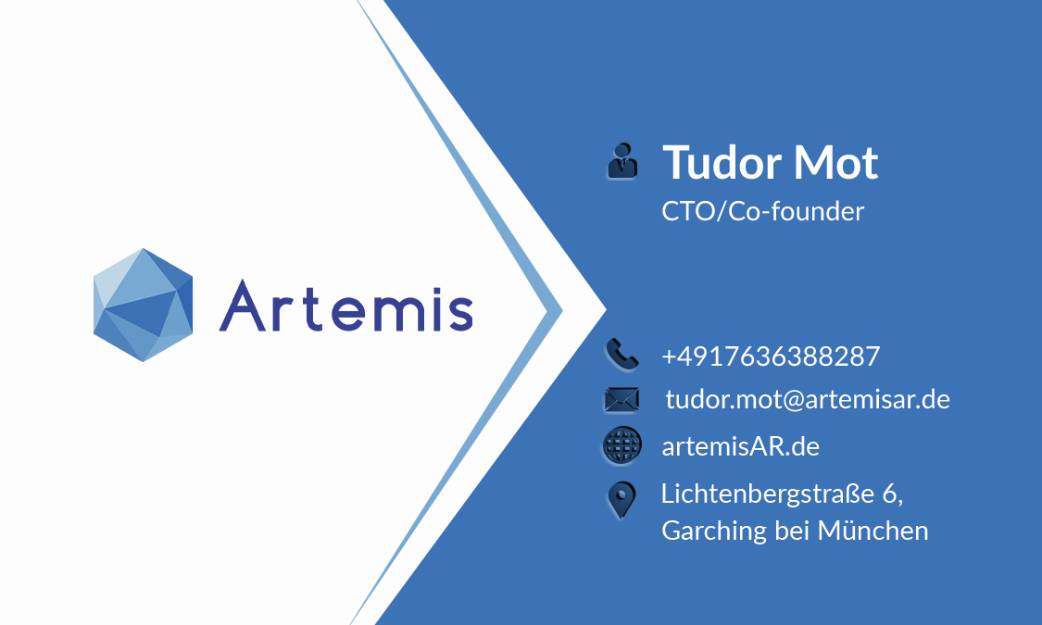 Artemis
Tudor Mot
CTO/Co-founder
+4917636388287
tudor.mot@artemisar.de
artemisAR.de
Lichtenbergstraße 6,
Garching bei München